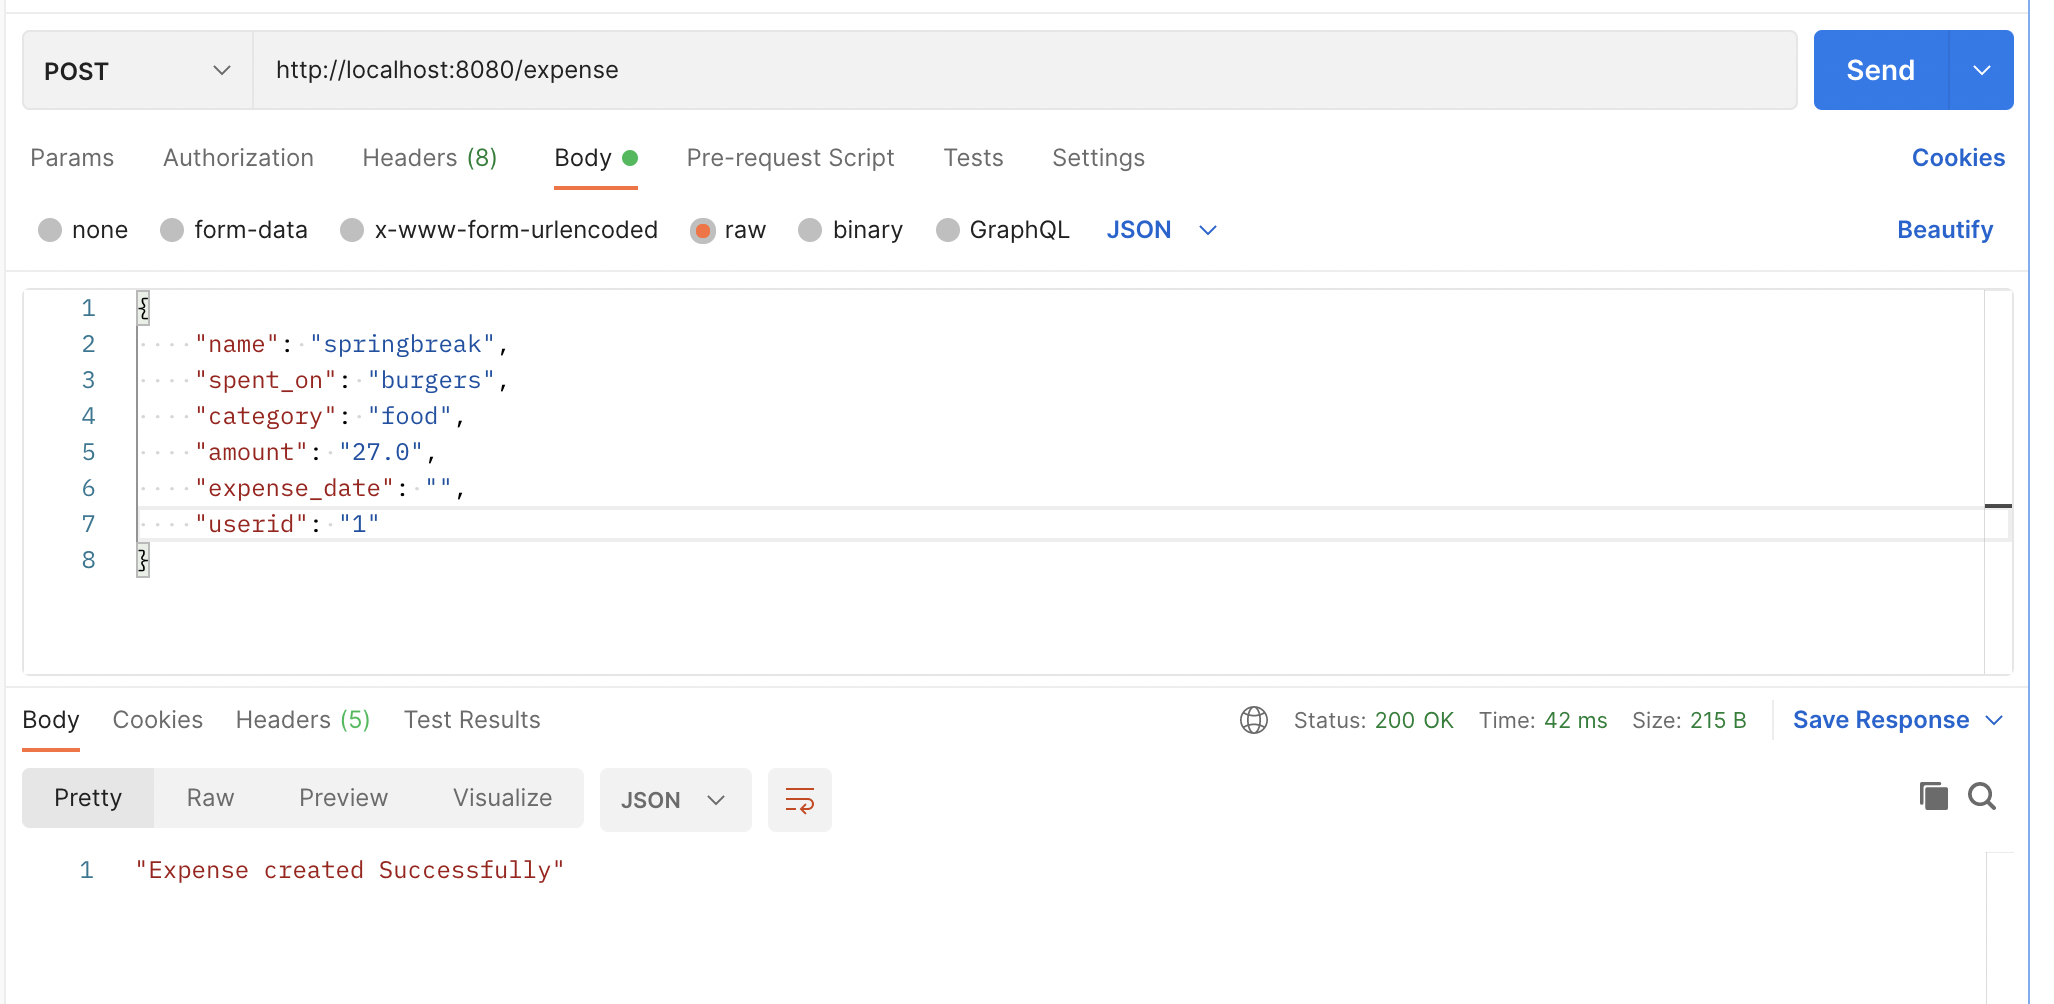 POST http://localhost:8080/expense Send
Params Authorization Headers (8) Body Pre-request Script Tests Settings Cookies
none form-data x-www-form-urlencoded raw binary GraphQL JSON Beautify
1 {
2 "name": "springbreak",
3 "spent_on": "burgers",
4 "category": "food",
5 "amount": "27.0",
6 "expense_date": "",
7 "userid": "1"
8 }
Body Cookies Headers (5) Test Results Status: 200 OK Time: 42 ms Size: 215 B Save Response
Pretty Raw Preview Visualize JSON
1 "Expense created Successfully"